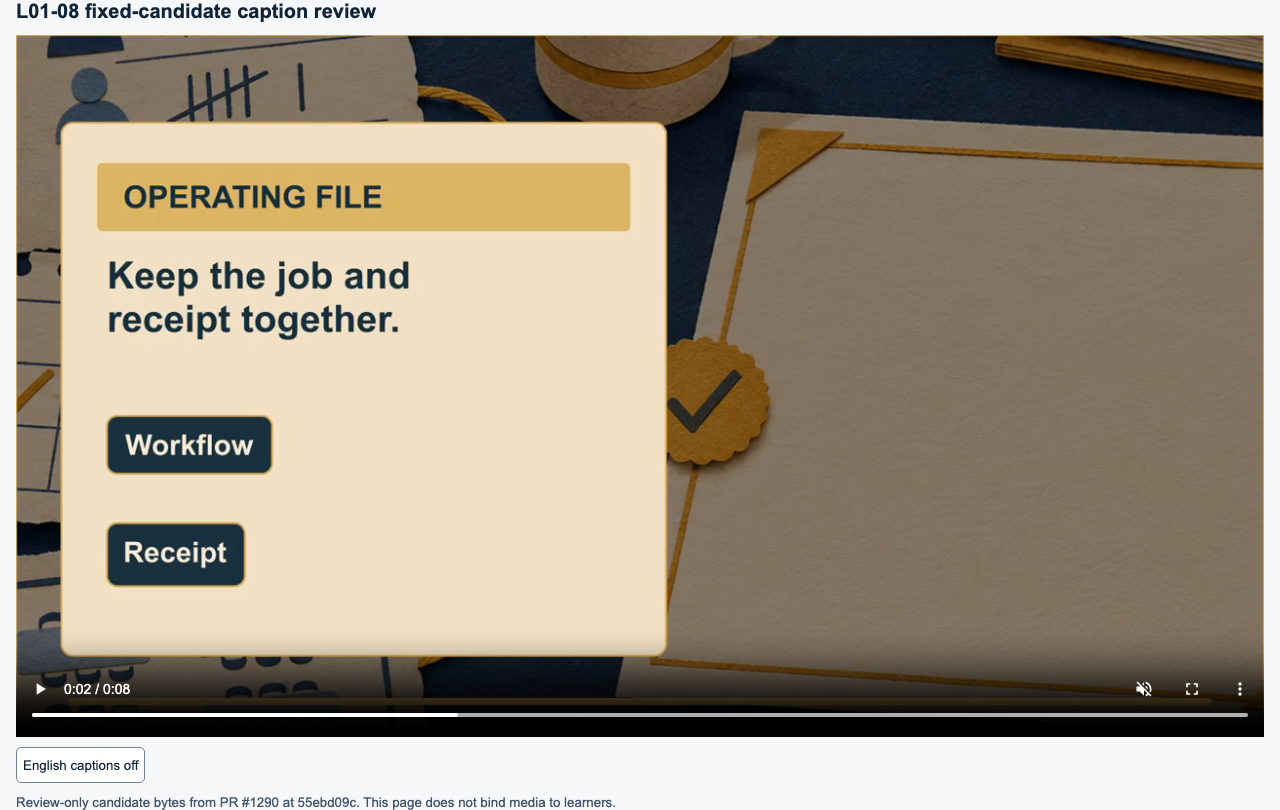 L01-08 fixed-candidate caption review
OPERATING FILE
Keep the job and
receipt together.
Workflow
Receipt
0:02 / 0:08
English captions off
Review-only candidate bytes from PR #1290 at 55ebd09c. This page does not bind media to learners.